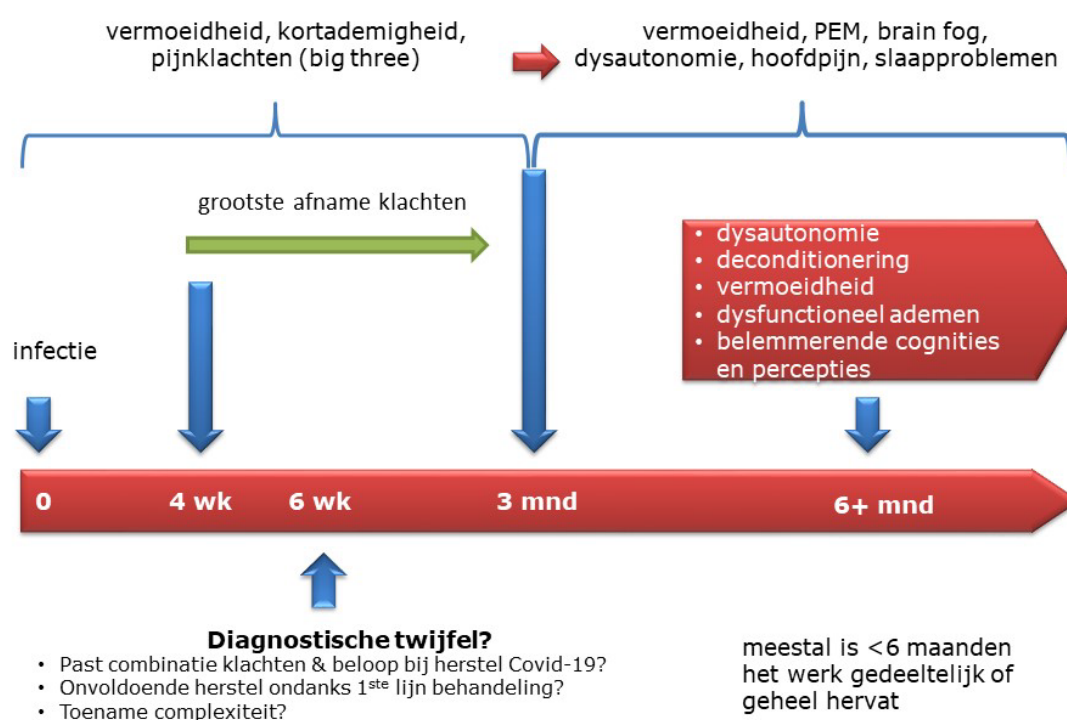 vermoeidheid, kortademigheid,
pijnklachten (big three)
vermoeidheid, PEM, brain fog,
dysautonomie, hoofdpijn, slaapproblemen
grootste afname klachten
• dysautonomie
• deconditionering
• vermoeidheid
• dysfunctioneel ademen
• belemmerende cognities
en percepties
infectie
0
4 wk
6 wk
3 mnd
6+ mnd
Diagnostische twijfel?
• Past combinatie klachten & beloop bij herstel Covid-19?
• Onvoldoende herstel ondanks 1ste lijn behandeling?
• Toename complexiteit?
meestal is <6 maanden
het werk gedeeltelijk of
geheel hervat